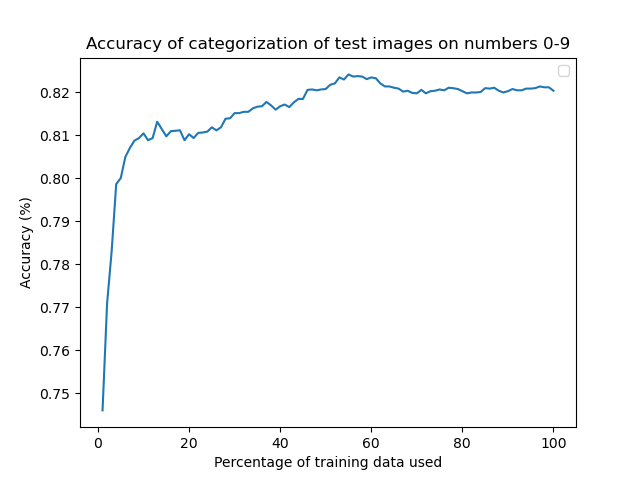 Accuracy of categorization of test images on numbers 0-9
0.82
0.81
0.80
0.79
0.78
0.77
0.76
0.75
Accuracy (%)
0 20 40 60 80 100
Percentage of training data used